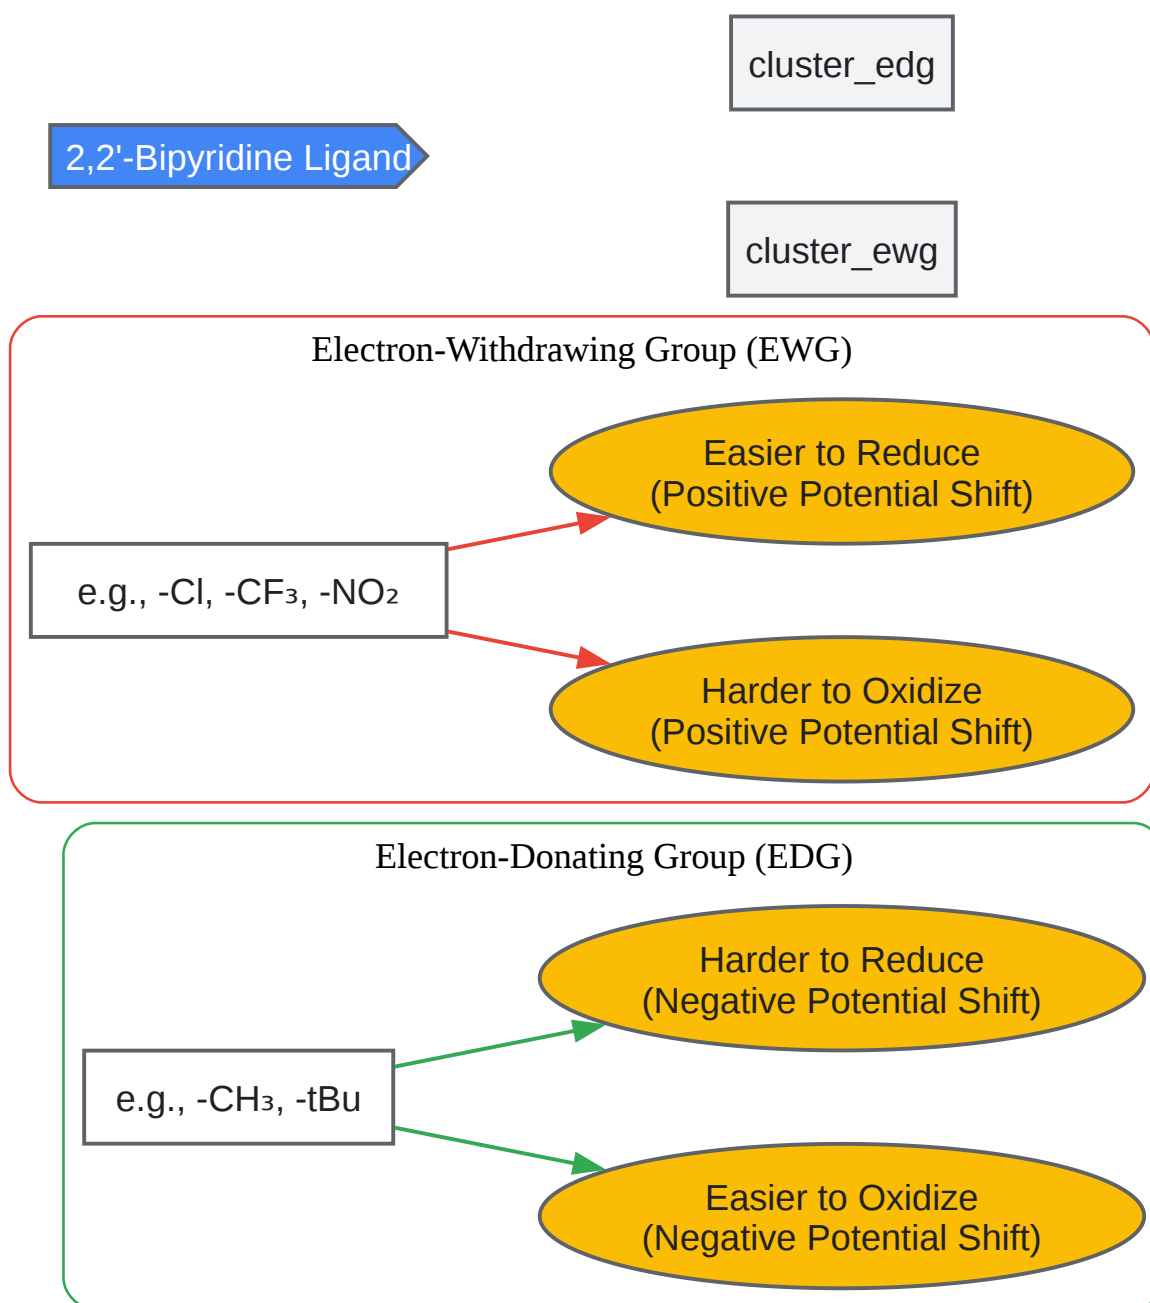 cluster_edg
2,2'-Bipyridine Ligand
cluster_ewg
Electron-Withdrawing Group (EWG)
Easier to Reduce
(Positive Potential Shift)
e.g., -Cl, -CF₃, -NO₂
Harder to Oxidize
(Positive Potential Shift)
Electron-Donating Group (EDG)
Harder to Reduce
(Negative Potential Shift)
e.g., -CH₃, -tBu
Easier to Oxidize
(Negative Potential Shift)